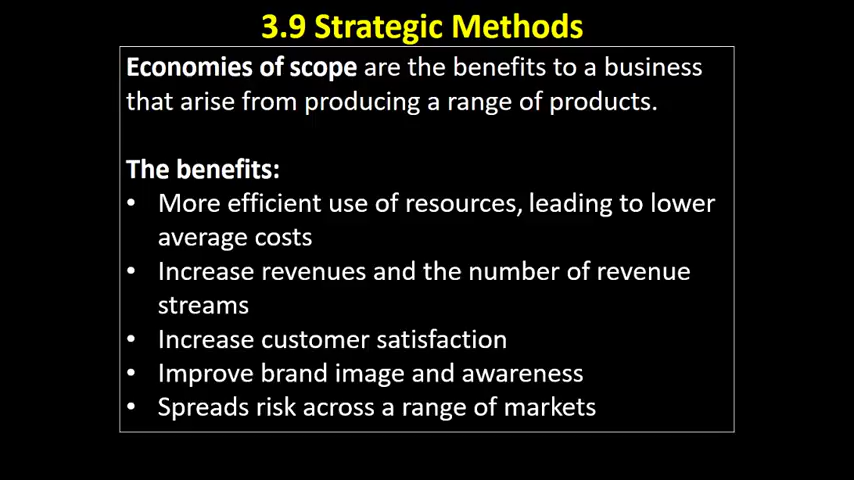 3.9 Strategic Methods
Economies of scope are the benefits to a business
that arise from producing a range of products.
The benefits:
• More efficient use of resources, leading to lower
average costs
• Increase revenues and the number of revenue
streams
• Increase customer satisfaction
• Improve brand image and awareness
• Spreads risk across a range of markets